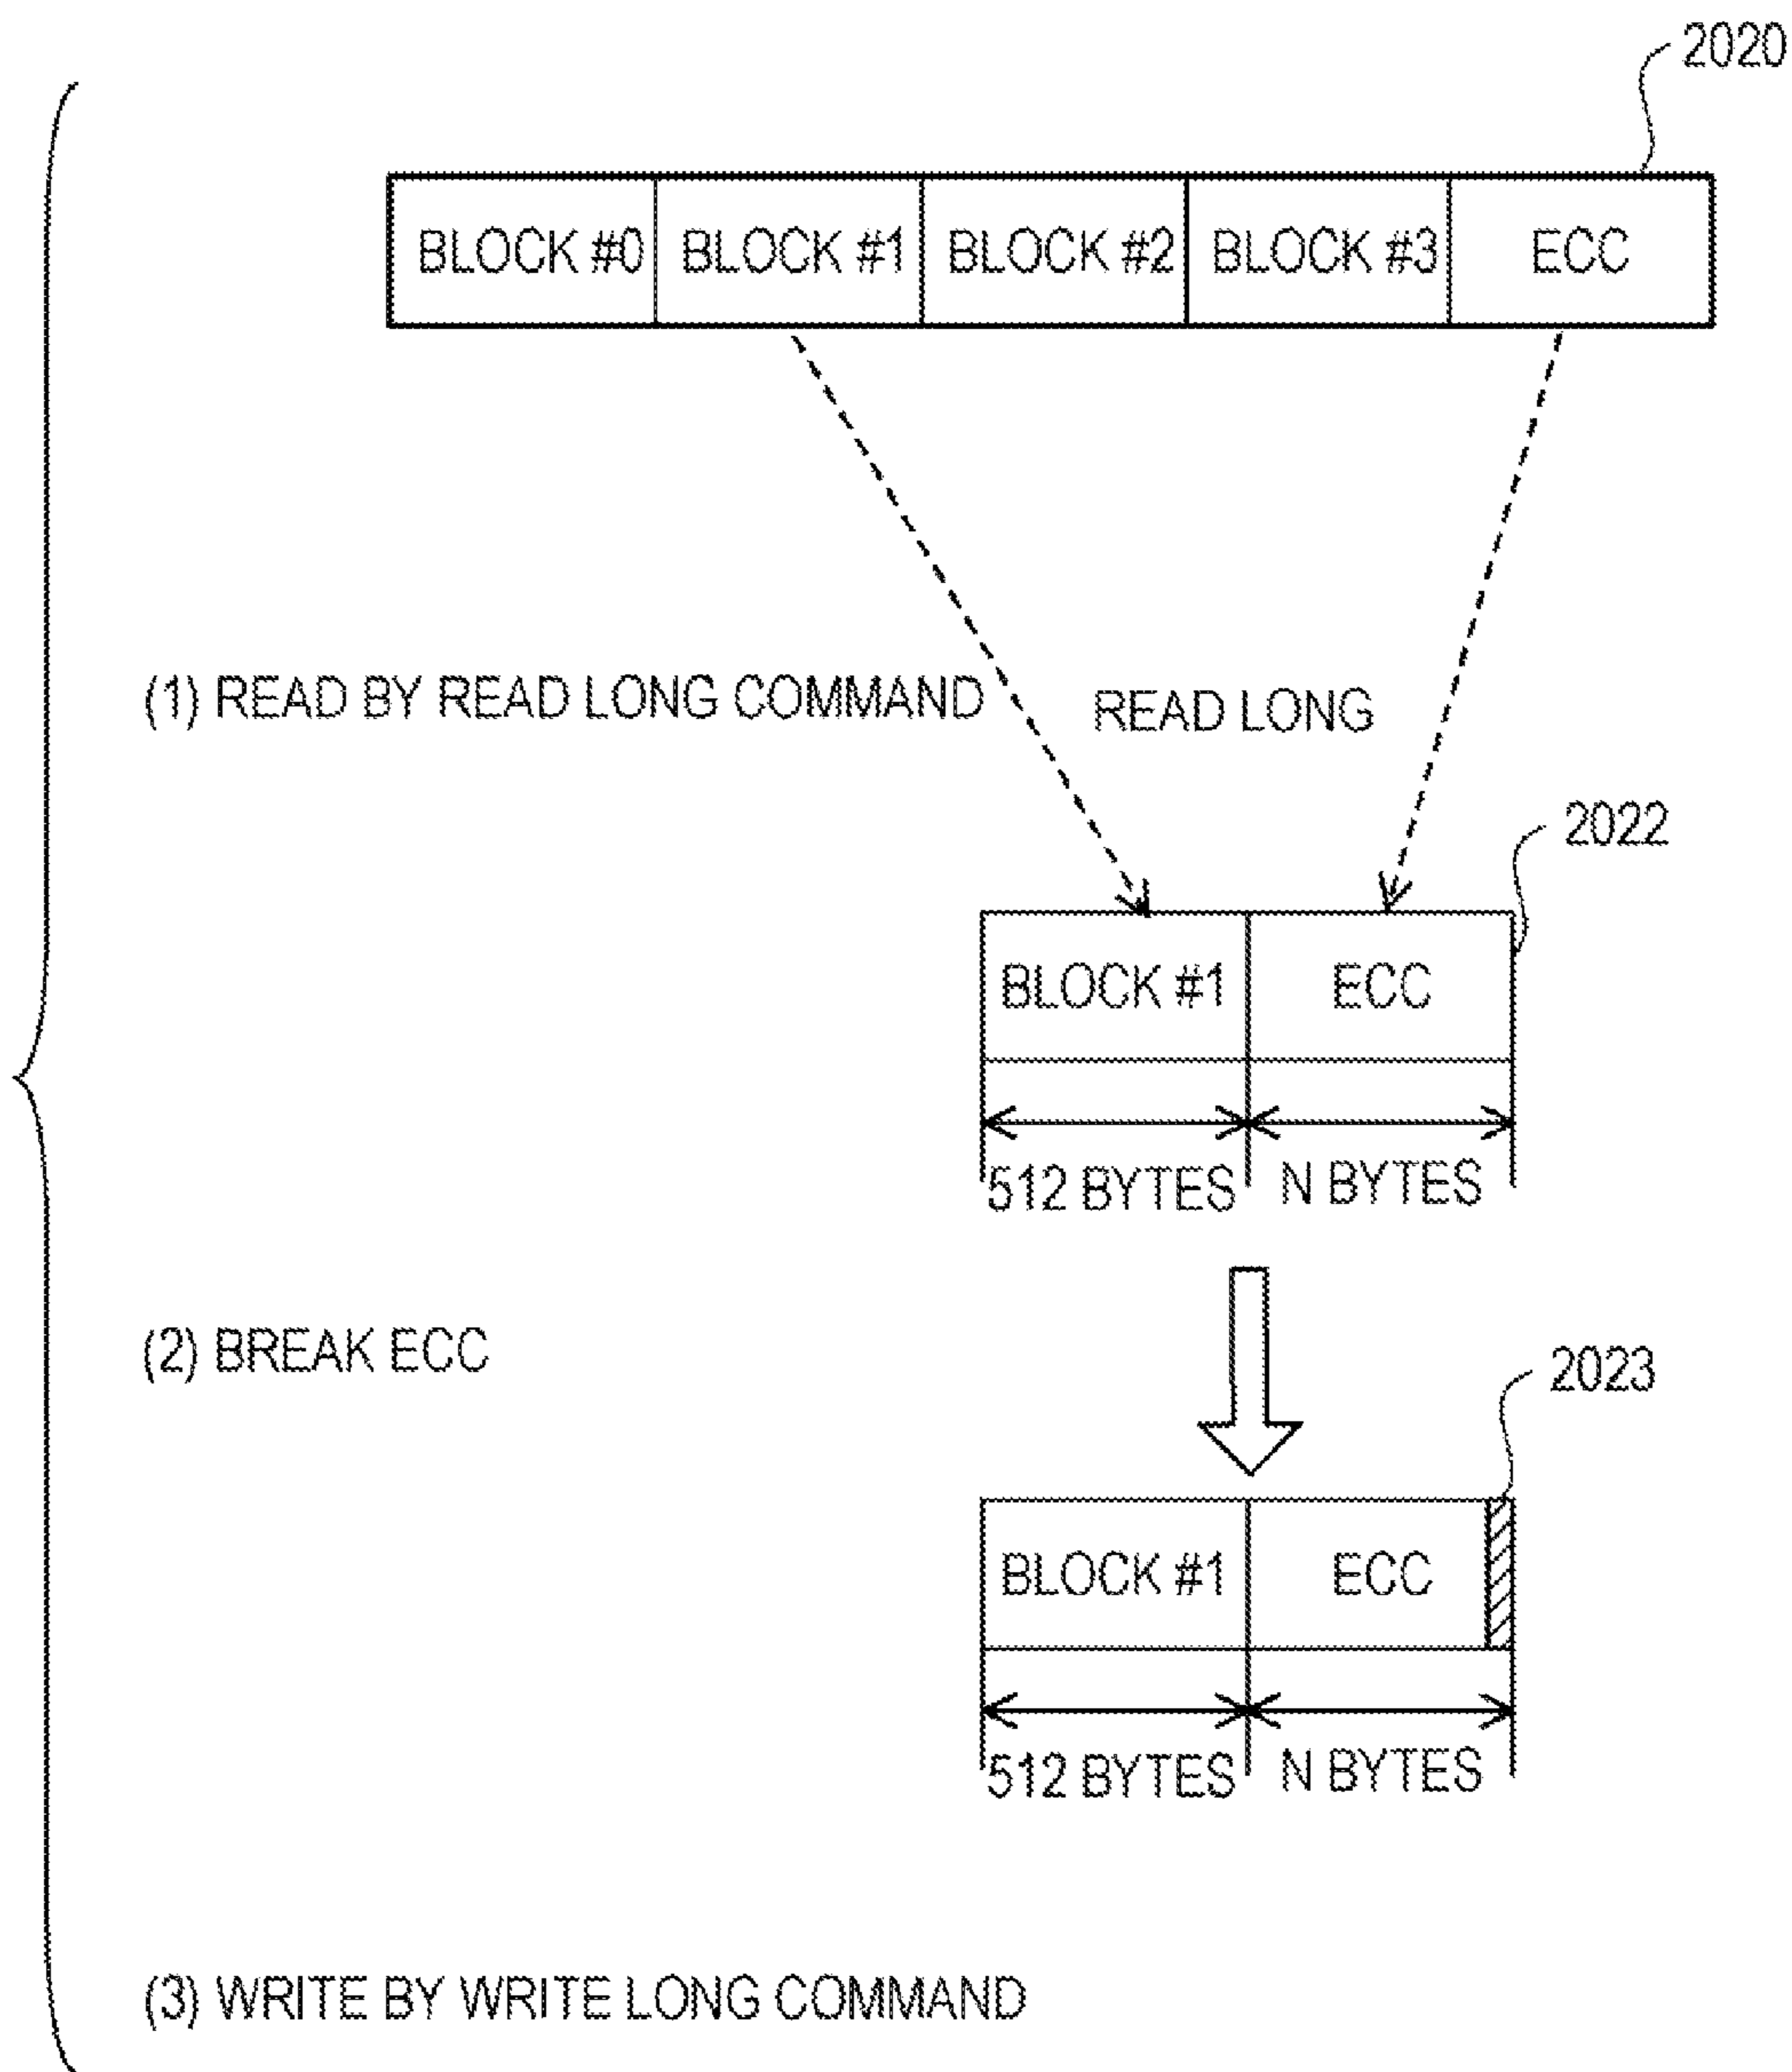 2020
BLOCK #0 BLOCK #1 BLOCK #2 BLOCK #3 ECC
(1) READ BY READ LONG COMMAND READ LONG
2022
BLOCK #1 ECC
512 BYTES N BYTES
(2) BREAK ECC
2023
BLOCK #1 ECC
512 BYTES N BYTES
(3) WRITE BY WRITE LONG COMMAND